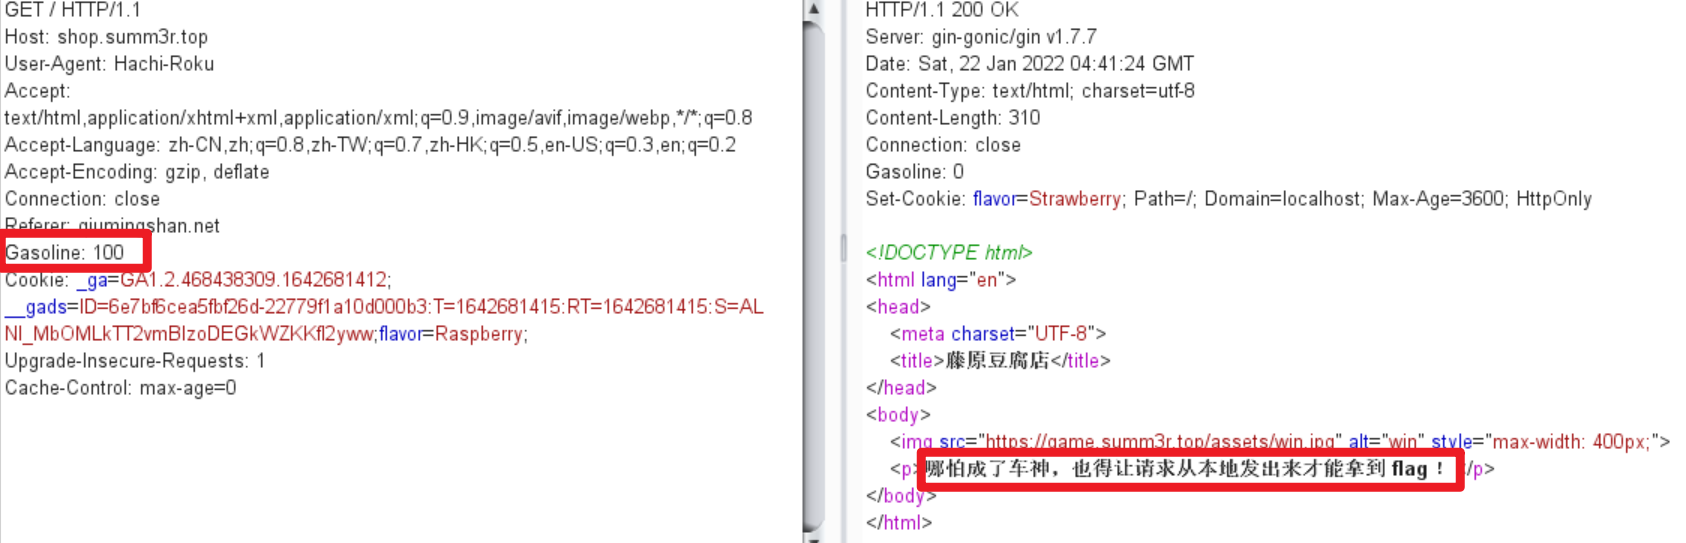 GET / HTTP/1.1
Host: shop.summ3r.top
User-Agent: Hachi-Roku
Accept:
text/html,application/xhtml+xml,application/xml;q=0.9,image/avif,image/webp,*/*;q=0.8
Accept-Language: zh-CN,zh;q=0.8,zh-TW;q=0.7,zh-HK;q=0.5,en-US;q=0.3,en;q=0.2
Accept-Encoding: gzip, deflate
Connection: close
Referer: qiumingshan.net
Gasoline: 100
Cookie: _ga=GA1.2.468438309.1642681412;
__gads=ID=6e7bf6cea5fbf26d-22779f1a10d000b3:T=1642681415:RT=1642681415:S=AL
NI_MbOMLkTT2vmBIzoDEGkWZKKfl2yww;flavor=Raspberry;
Upgrade-Insecure-Requests: 1
Cache-Control: max-age=0
HTTP/1.1 200 OK
Server: gin-gonic/gin v1.7.7
Date: Sat, 22 Jan 2022 04:41:24 GMT
Content-Type: text/html; charset=utf-8
Content-Length: 310
Connection: close
Gasoline: 0
Set-Cookie: flavor=Strawberry; Path=/; Domain=localhost; Max-Age=3600; HttpOnly
<!DOCTYPE html>
<html lang="en">
<head>
<meta charset="UTF-8">
<title>藤原豆腐店</title>
</head>
<body>
<img src="https://game.summ3r.top/assets/win.jpg" alt="win" style="max-width: 400px;">
<p>哪怕成了车神，也得让请求从本地发出来才能拿到 flag！</p>
</body>
</html>